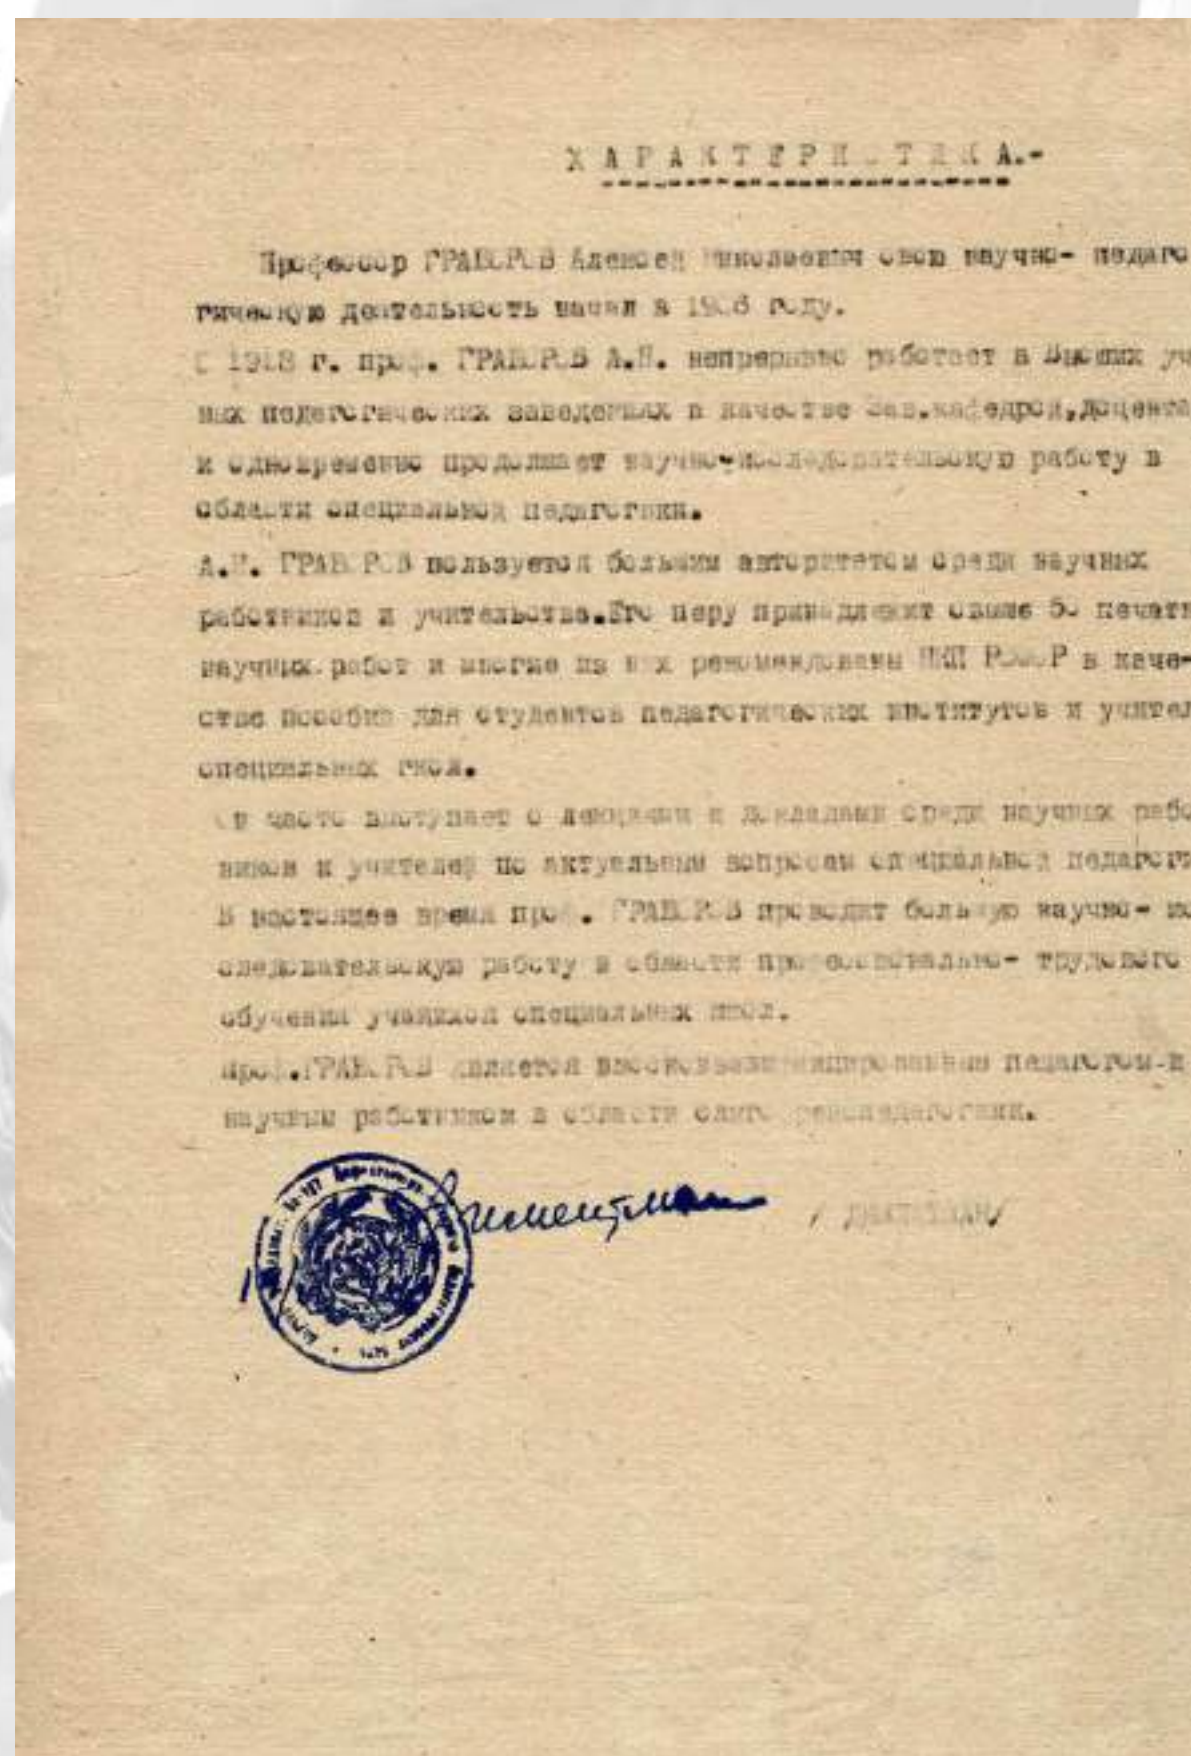 ХАРАКТЕРИСТИКА.-
Профессор ГРАБОРОВ Алексей Николаевич свою научно- педаго
гическую деятельность начал в 1908 году.
С 1918 г. проф. ГРАБОРОВ А.Н. непрерывно работает в Высших уч
ных педагогических заведениях в качестве Зав.кафедрой,доцента
и одновременно продолжает научно-исследовательскую работу в
области специальной педагогики.
А.Н. ГРАБОРОВ пользуется большим авторитетом среди научных
работников и учительства.Его перу принадлежит свыше печатн
научных работ и многие из них рекомендованы НКП РСФСР в каче-
стве пособия для студентов педагогических институтов и учител
специальных школ.
Он часто выступает с лекциями и докладами среди научных рабо
ников и учителей по актуальным вопросам специальной педагоги
В настоящее время проф. ГРАБОРОВ проводит большую научно- ис
следовательскую работу в области профессионально- трудового
обучения учащихся специальных школ.
Проф.ГРАБОРОВ является высококвалифицированным педагогом-и
научным работником в области олигофренопедагогики.